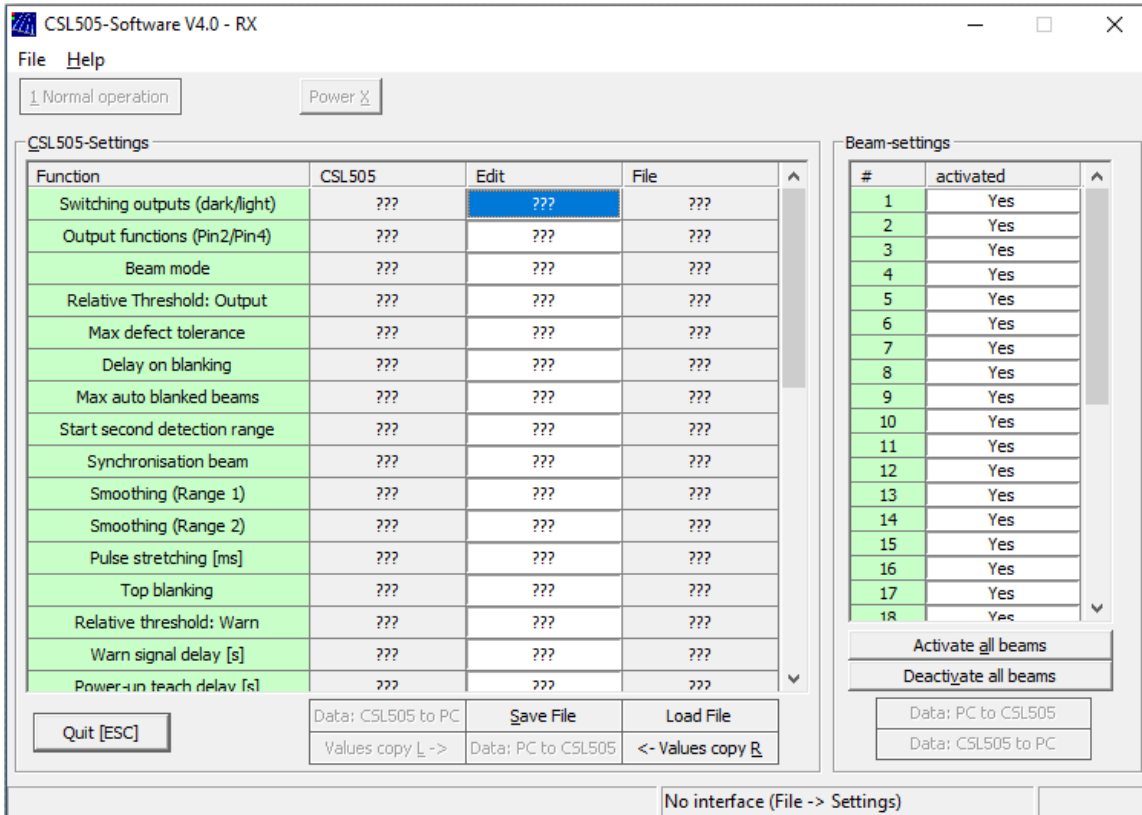 CSL505-Software V4.0 - RX
File Help
1 Normal operation Power X
CSL505-Settings
Function CSL505 Edit File
Switching outputs (dark/light) ??? ??? ???
Output functions (Pin2/Pin4) ??? ??? ???
Beam mode ??? ??? ???
Relative Threshold: Output ??? ??? ???
Max defect tolerance ??? ??? ???
Delay on blanking ??? ??? ???
Max auto blanked beams ??? ??? ???
Start second detection range ??? ??? ???
Synchronisation beam ??? ??? ???
Smoothing (Range 1) ??? ??? ???
Smoothing (Range 2) ??? ??? ???
Pulse stretching [ms] ??? ??? ???
Top blanking ??? ??? ???
Relative threshold: Warn ??? ??? ???
Warn signal delay [s] ??? ??? ???
Power-up teach delay [s] ??? ??? ???
Quit [ESC]
Data: CSL505 to PC Save File Load File
Values copy L -> Data: PC to CSL505 <- Values copy R
Beam-settings
# activated
1 Yes
2 Yes
3 Yes
4 Yes
5 Yes
6 Yes
7 Yes
8 Yes
9 Yes
10 Yes
11 Yes
12 Yes
13 Yes
14 Yes
15 Yes
16 Yes
17 Yes
18 Yes
Activate all beams
Deactivate all beams
Data: PC to CSL505
Data: CSL505 to PC
No interface (File -> Settings)